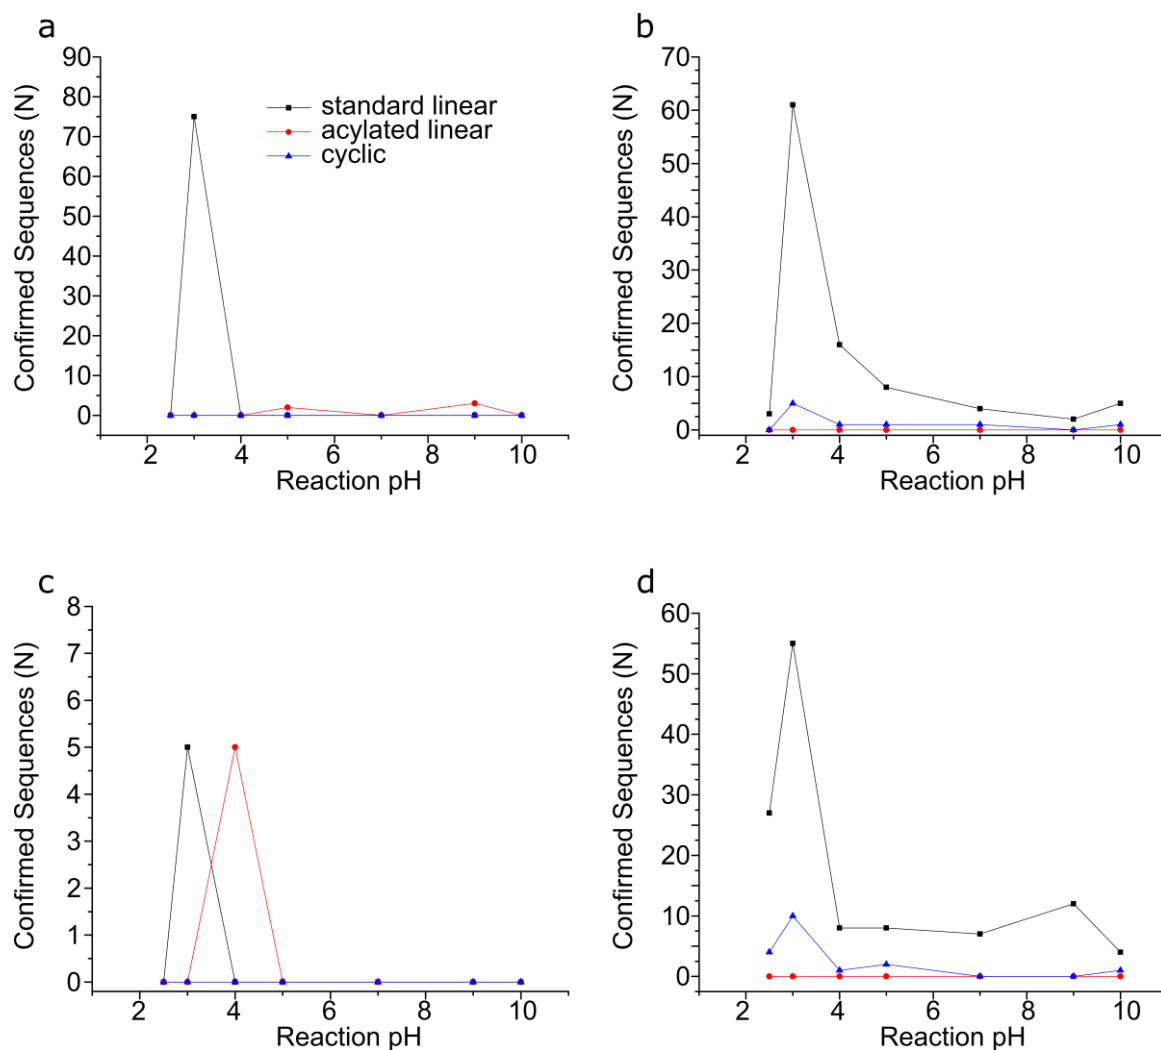 a
90
80
70
60
50
40
30
20
10
0
Confirmed Sequences (N)
standard linear
acylated linear
cyclic
2 4 6 8 10
Reaction pH
b
70
60
50
40
30
20
10
0
Confirmed Sequences (N)
2 4 6 8 10
Reaction pH
c
8
7
6
5
4
3
2
1
0
Confirmed Sequences (N)
2 4 6 8 10
Reaction pH
d
60
50
40
30
20
10
0
Confirmed Sequences (N)
2 4 6 8 10
Reaction pH